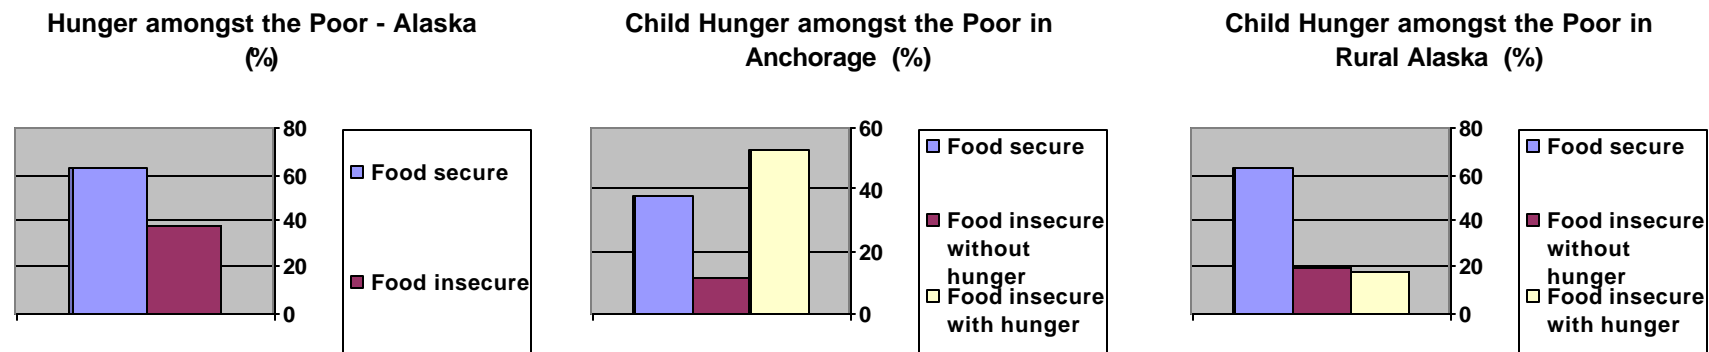 Hunger amongst the Poor - Alaska
(%)
80
60
40
20
0
Food secure
Food insecure
Child Hunger amongst the Poor in
Anchorage (%)
60
40
20
0
Food secure
Food insecure
without
hunger
Food insecure
with hunger
Child Hunger amongst the Poor in
Rural Alaska (%)
80
60
40
20
0
Food secure
Food insecure
without
hunger
Food insecure
with hunger